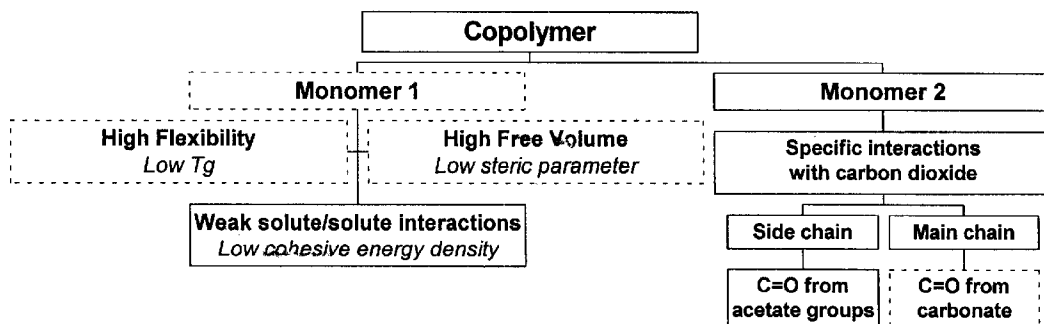 Copolymer
Monomer 1
High Flexibility
Low Tg
High Free Volume
Low steric parameter
Weak solute/solute interactions
Low cohesive energy density
Monomer 2
Specific interactions
with carbon dioxide
Side chain
Main chain
C=O from
acetate groups
C=O from
carbonate